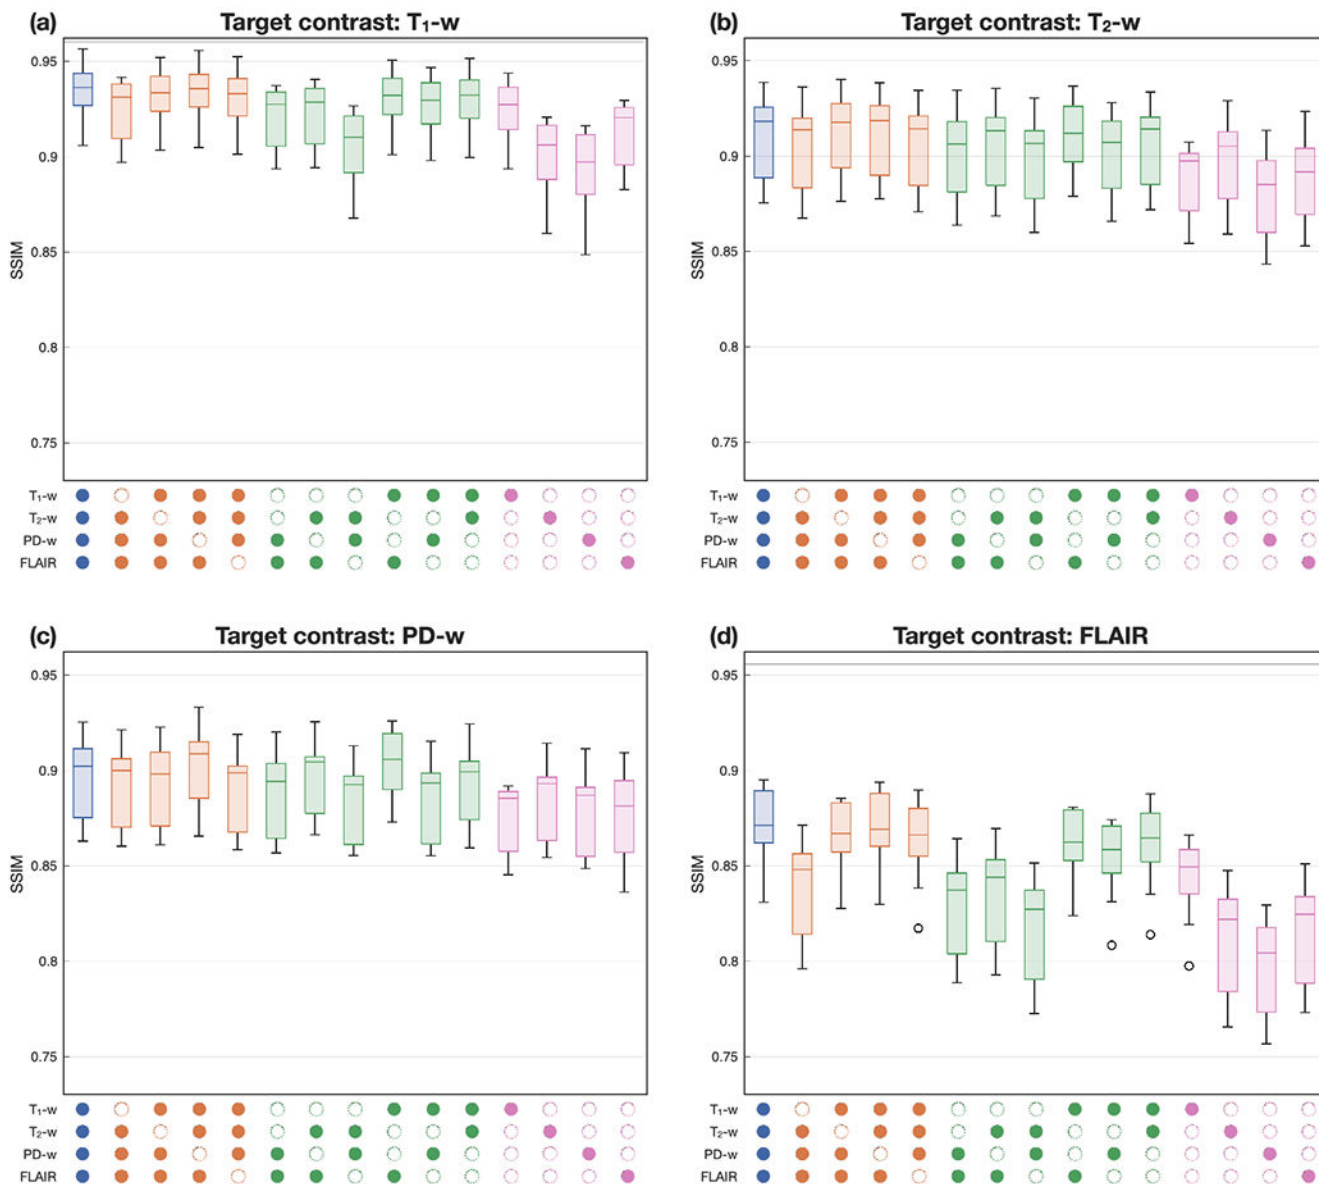 (a) Target contrast: T₁-w
0.95
0.9
0.85
0.8
0.75
SSIM
T₁-w
T₂-w
PD-w
FLAIR
(b) Target contrast: T₂-w
0.95
0.9
0.85
0.8
0.75
SSIM
T₁-w
T₂-w
PD-w
FLAIR
(c) Target contrast: PD-w
0.95
0.9
0.85
0.8
0.75
SSIM
T₁-w
T₂-w
PD-w
FLAIR
(d) Target contrast: FLAIR
0.95
0.9
0.85
0.8
0.75
SSIM
T₁-w
T₂-w
PD-w
FLAIR